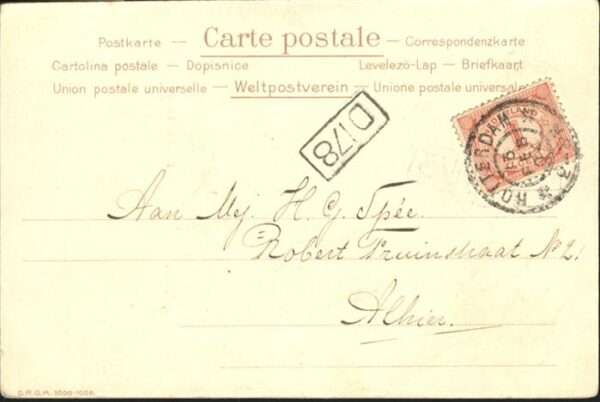 Postkarte — Carte postale — Correspondenzkarte
Cartolina postale — Dopisnice Levelezö-Lap — Briefkaart
Union postale universelle — Weltpostverein — Unione postale universale
D178
ROTTERDAM
Aan Mej. H. G. Spée.
Robert Fruinstraat No 2.
Alhier.